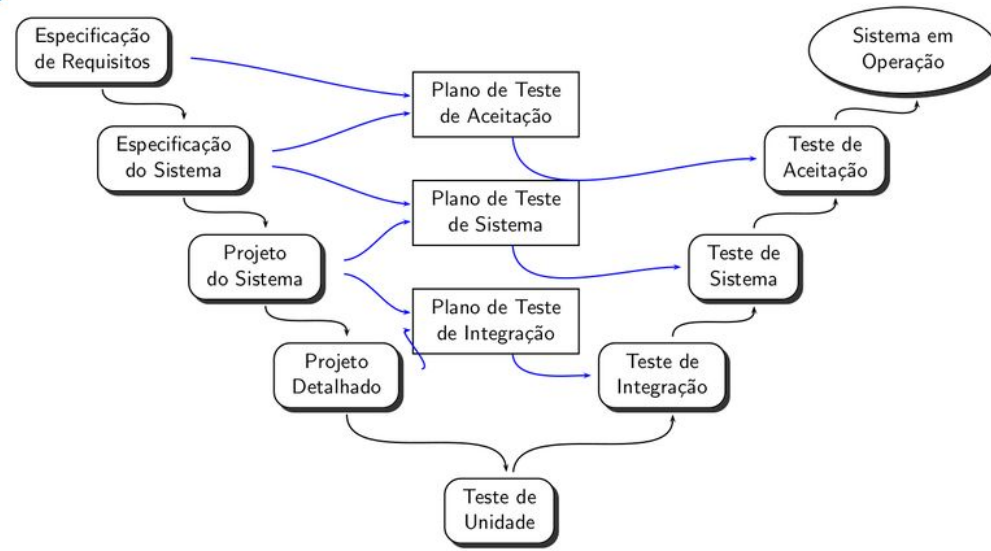 Especificação
de Requisitos
Sistema em
Operação
Plano de Teste
de Aceitação
Especificação
do Sistema
Teste de
Aceitação
Plano de Teste
de Sistema
Projeto
do Sistema
Teste de
Sistema
Plano de Teste
de Integração
Projeto
Detalhado
Teste de
Integração
Teste de
Unidade